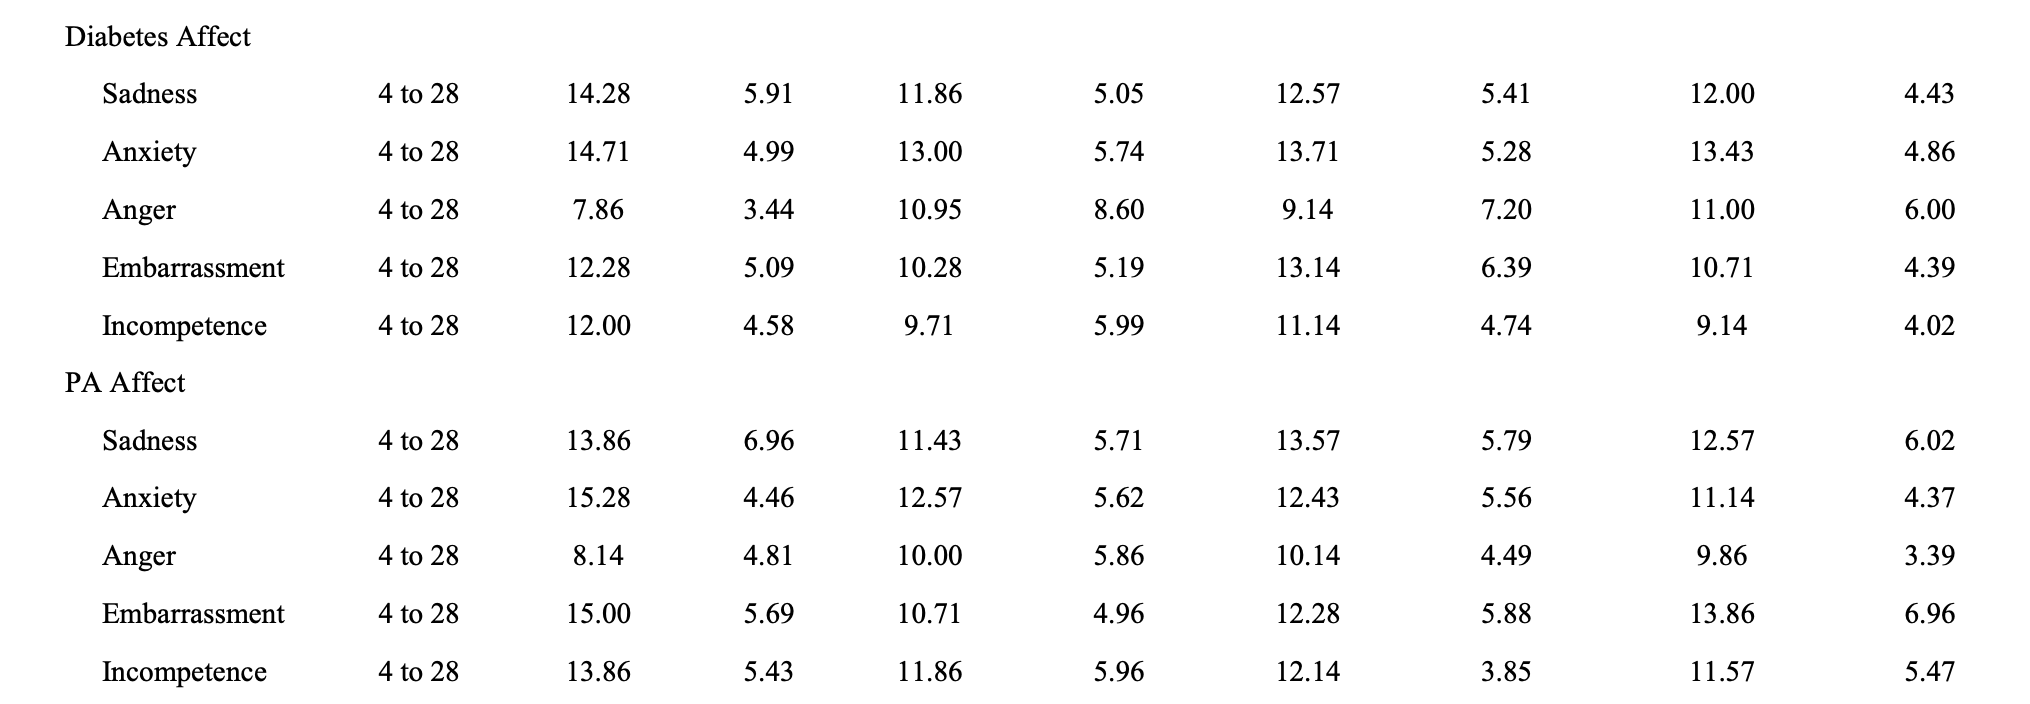 Diabetes Affect
Sadness 4 to 28 14.28 5.91 11.86 5.05 12.57 5.41 12.00 4.43
Anxiety 4 to 28 14.71 4.99 13.00 5.74 13.71 5.28 13.43 4.86
Anger 4 to 28 7.86 3.44 10.95 8.60 9.14 7.20 11.00 6.00
Embarrassment 4 to 28 12.28 5.09 10.28 5.19 13.14 6.39 10.71 4.39
Incompetence 4 to 28 12.00 4.58 9.71 5.99 11.14 4.74 9.14 4.02
PA Affect
Sadness 4 to 28 13.86 6.96 11.43 5.71 13.57 5.79 12.57 6.02
Anxiety 4 to 28 15.28 4.46 12.57 5.62 12.43 5.56 11.14 4.37
Anger 4 to 28 8.14 4.81 10.00 5.86 10.14 4.49 9.86 3.39
Embarrassment 4 to 28 15.00 5.69 10.71 4.96 12.28 5.88 13.86 6.96
Incompetence 4 to 28 13.86 5.43 11.86 5.96 12.14 3.85 11.57 5.47